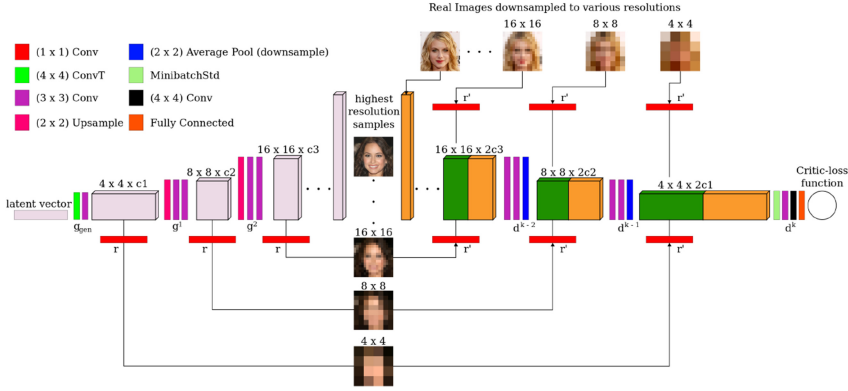 Real Images downsampled to various resolutions
16 x 16
8 x 8
4 x 4
(1 x 1) Conv
(2 x 2) Average Pool (downsample)
(4 x 4) ConvT
MinibatchStd
(3 x 3) Conv
(4 x 4) Conv
(2 x 2) Upsample
Fully Connected
highest
resolution
samples
r'
r'
r'
16 x 16 x c3
16 x 16 x 2c3
8 x 8 x c2
8 x 8 x 2c2
4 x 4 x c1
4 x 4 x 2c1
Critic-loss
function
latent vector
g_gen
g^1
g^2
d^k-2
d^k-1
d^k
r
r
r
16 x 16
r'
r'
r'
8 x 8
4 x 4